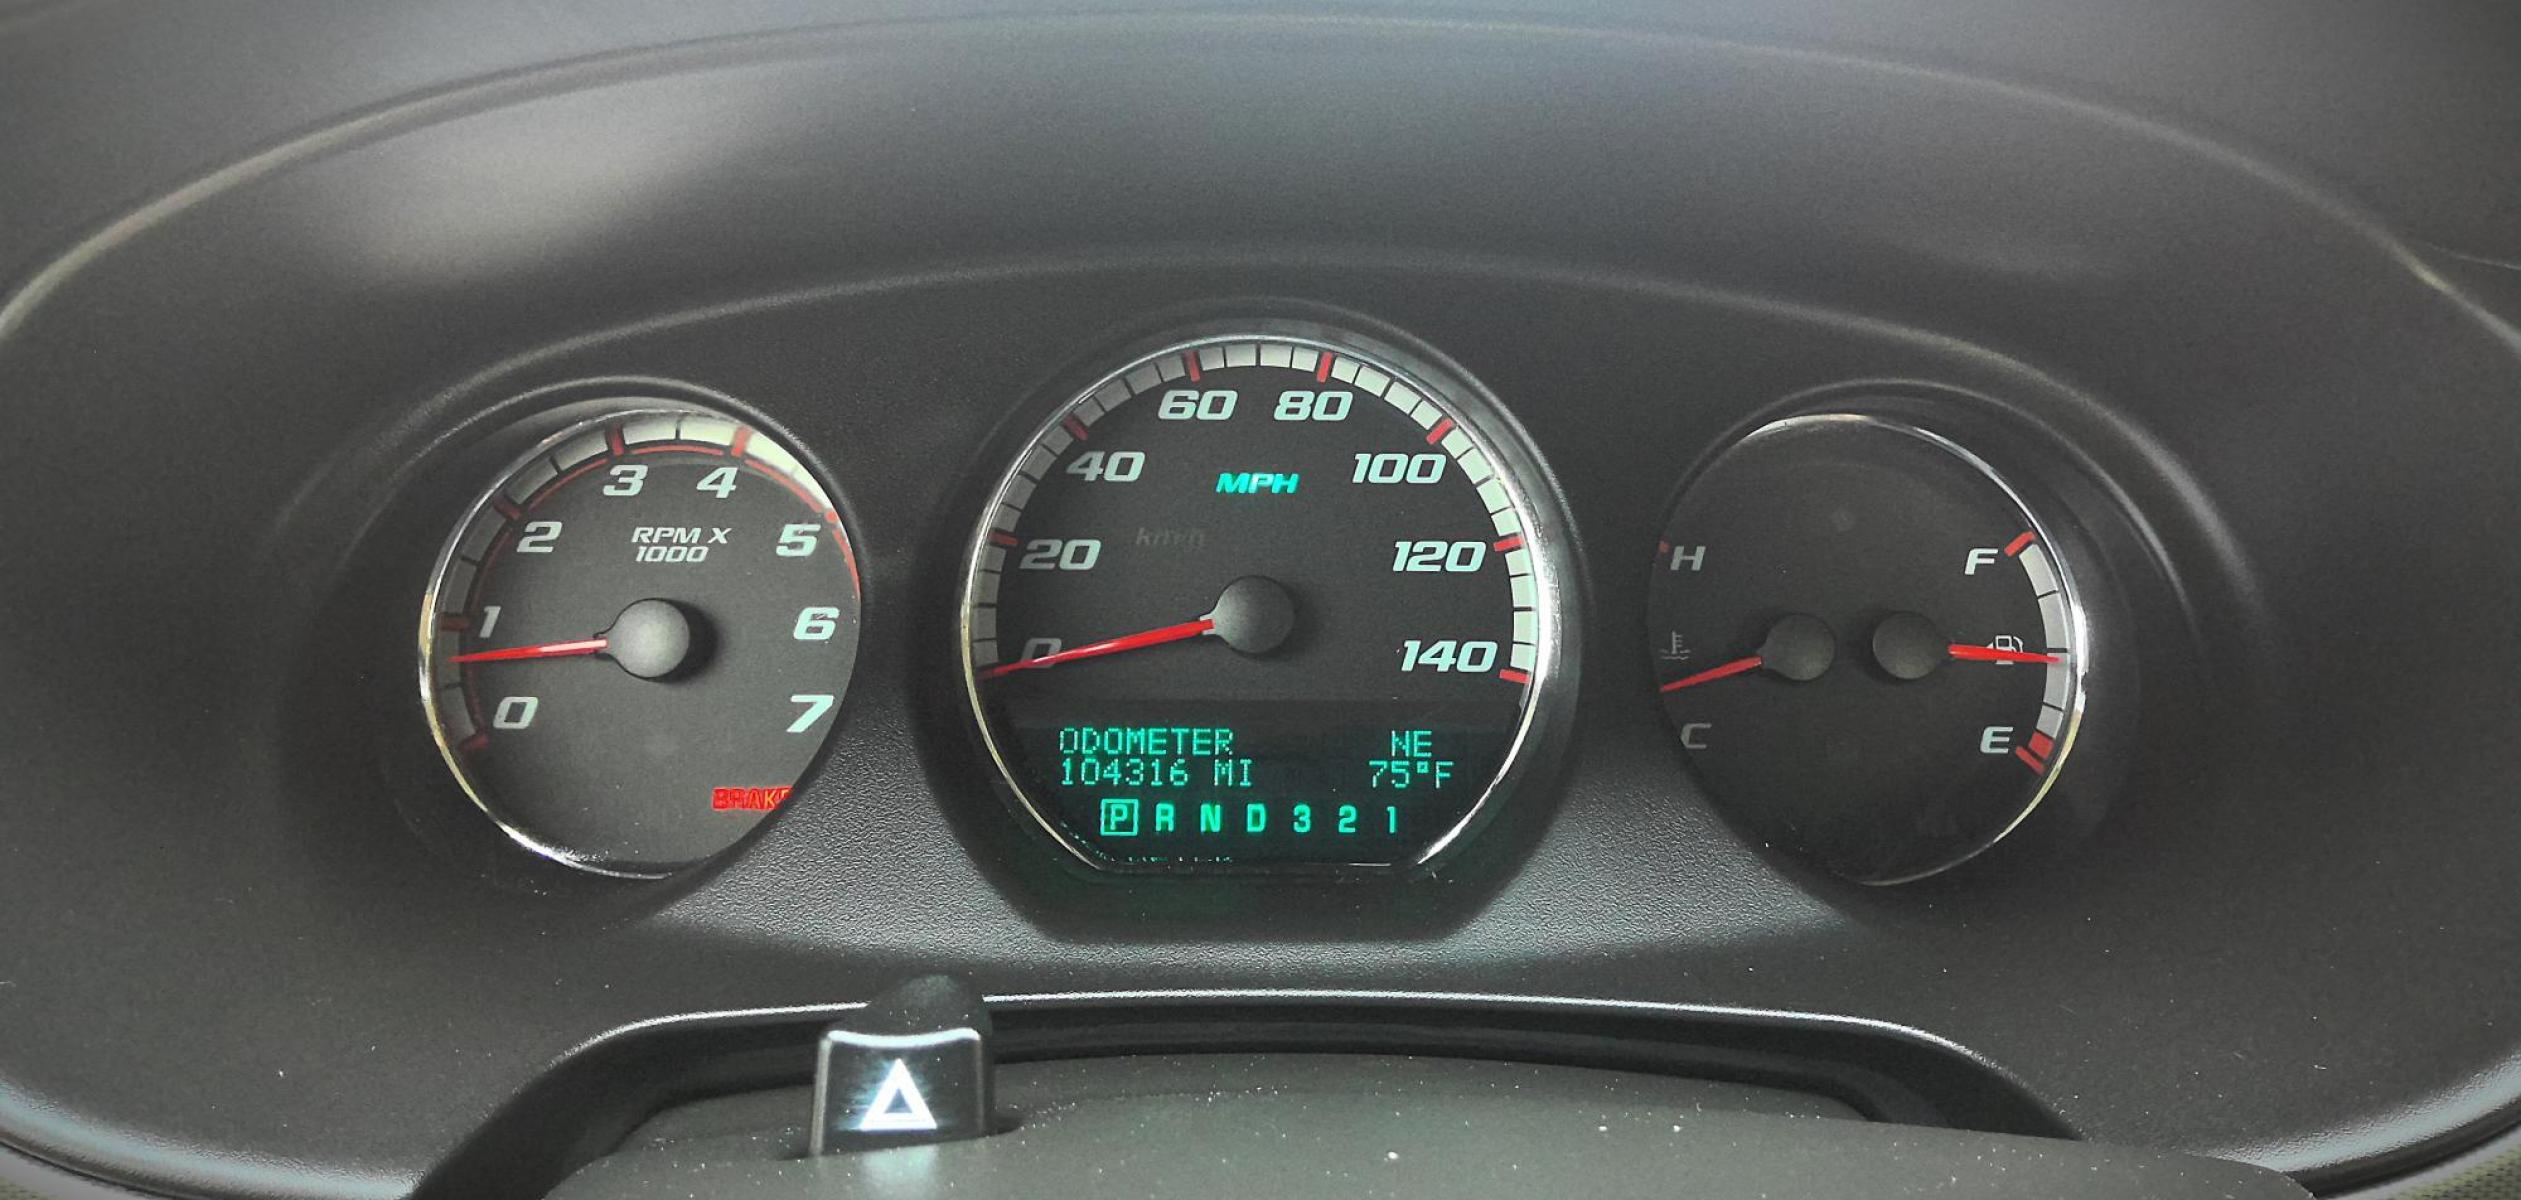 3 4
2 5
RPM X
1000
1 6
0 7
BRAKE
60 80
40 100
MPH
km/h
20 120
0 140
ODOMETER NE
104316 MI 75°F
P R N D 3 2 1
H F
C E